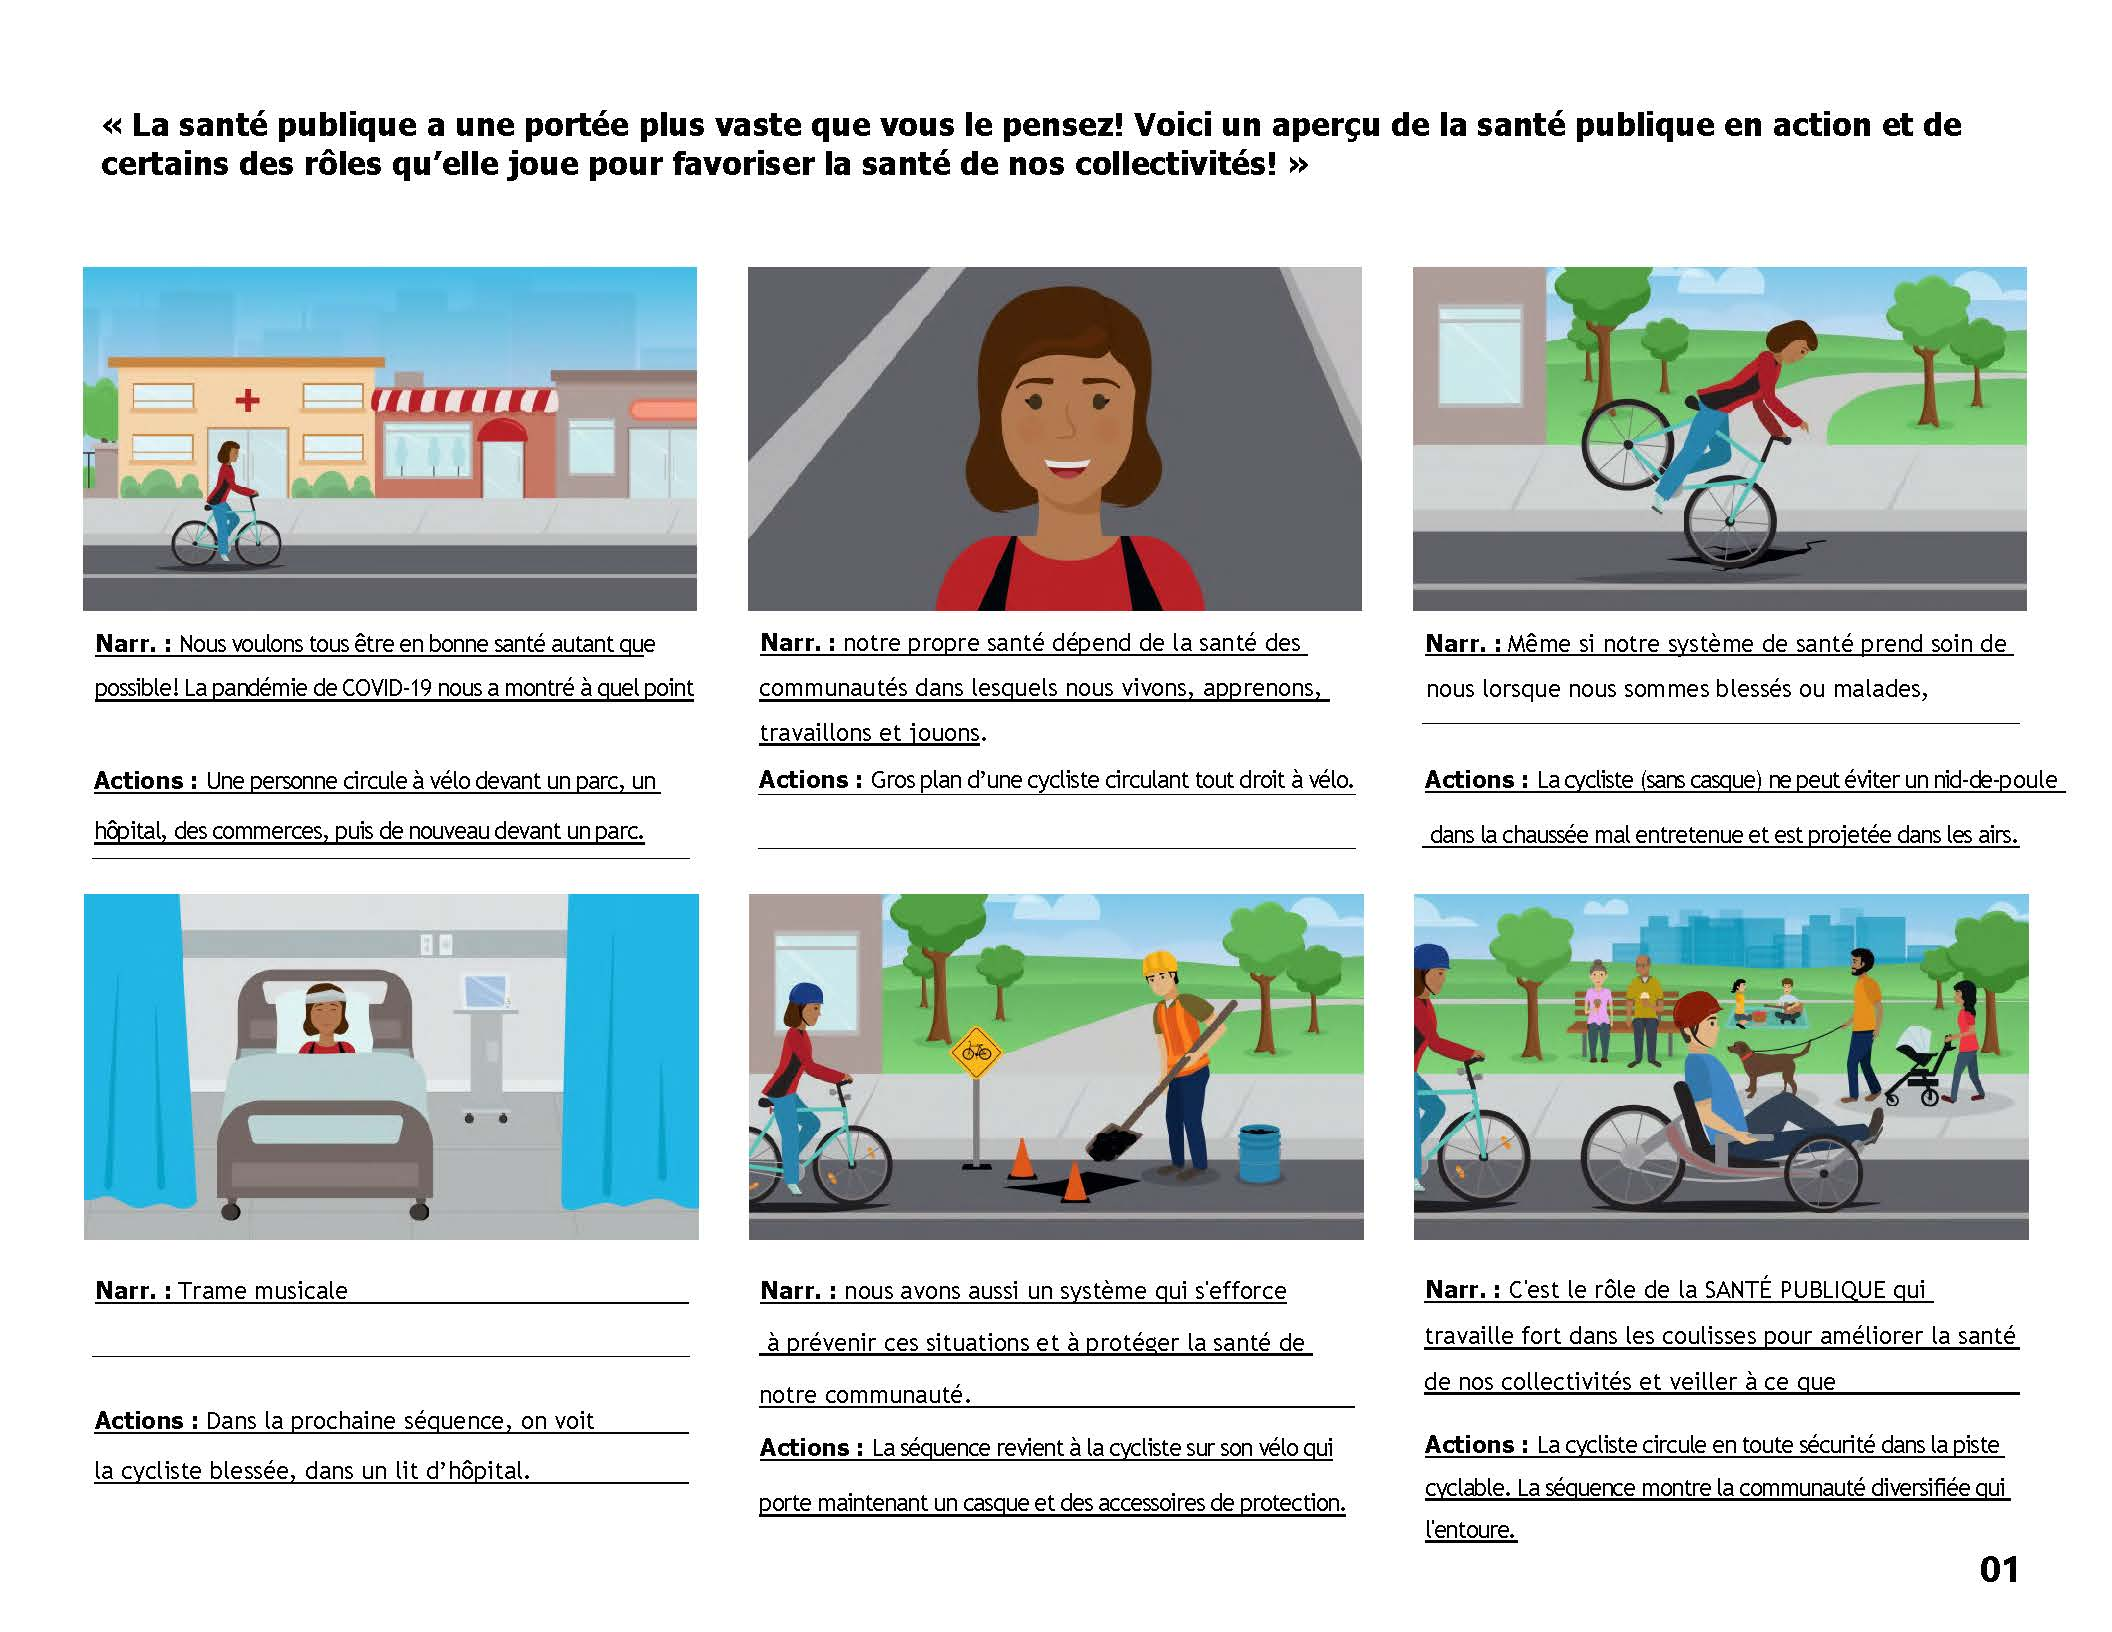 « La santé publique a une portée plus vaste que vous le pensez! Voici un aperçu de la santé publique en action et de
certains des rôles qu’elle joue pour favoriser la santé de nos collectivités! »
Narr. : Nous voulons tous être en bonne santé autant que
possible! La pandémie de COVID-19 nous a montré à quel point
Actions : Une personne circule à vélo devant un parc, un
hôpital, des commerces, puis de nouveau devant un parc.
Narr. : notre propre santé dépend de la santé des
communautés dans lesquels nous vivons, apprenons,
travaillons et jouons.
Actions : Gros plan d’une cycliste circulant tout droit à vélo.
Narr. : Même si notre système de santé prend soin de
nous lorsque nous sommes blessés ou malades,
Actions : La cycliste (sans casque) ne peut éviter un nid-de-poule
dans la chaussée mal entretenue et est projetée dans les airs.
Narr. : Trame musicale
Actions : Dans la prochaine séquence, on voit
la cycliste blessée, dans un lit d’hôpital.
Narr. : nous avons aussi un système qui s'efforce
à prévenir ces situations et à protéger la santé de
notre communauté.
Actions : La séquence revient à la cycliste sur son vélo qui
porte maintenant un casque et des accessoires de protection.
Narr. : C'est le rôle de la SANTÉ PUBLIQUE qui
travaille fort dans les coulisses pour améliorer la santé
de nos collectivités et veiller à ce que
Actions : La cycliste circule en toute sécurité dans la piste
cyclable. La séquence montre la communauté diversifiée qui
l'entoure.
01